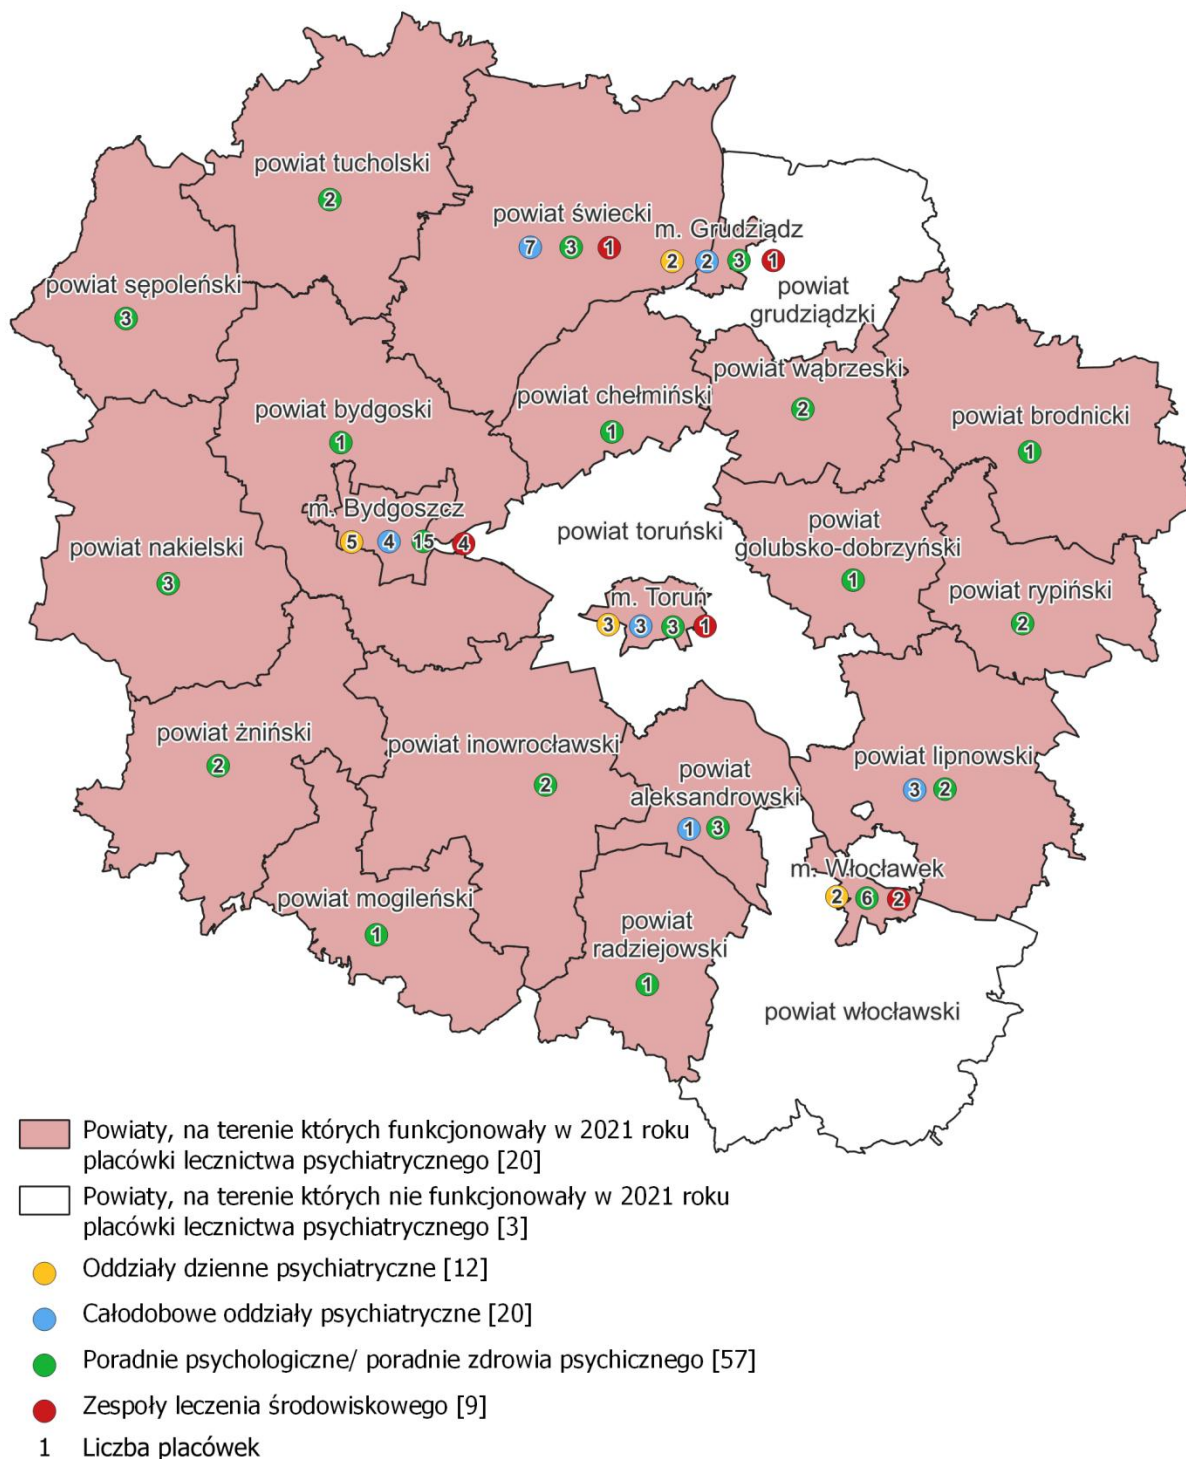 powiat tucholski
2
powiat świecki
7 3 1
m. Grudziądz
2 2 3 1
powiat
grudziądzki
powiat sępoleński
3
powiat bydgoski
1
powiat chełmiński
1
powiat wąbrzeski
2
powiat brodnicki
1
m. Bydgoszcz
5 4 15 4
powiat nakielski
3
powiat toruński
m. Toruń
3 3 3 1
powiat
golubsko-dobrzyński
1
powiat rypiński
2
powiat żniński
2
powiat inowrocławski
2
powiat
aleksandrowski
1 3
powiat lipnowski
3 2
m. Włocławek
2 6 2
powiat mogileński
1
powiat
radziejowski
1
powiat włocławski
Powiaty, na terenie których funkcjonowały w 2021 roku
placówki lecznictwa psychiatrycznego [20]
Powiaty, na terenie których nie funkcjonowały w 2021 roku
placówki lecznictwa psychiatrycznego [3]
Oddziały dzienne psychiatryczne [12]
Całodobowe oddziały psychiatryczne [20]
Poradnie psychologiczne/ poradnie zdrowia psychicznego [57]
Zespoły leczenia środowiskowego [9]
1 Liczba placówek